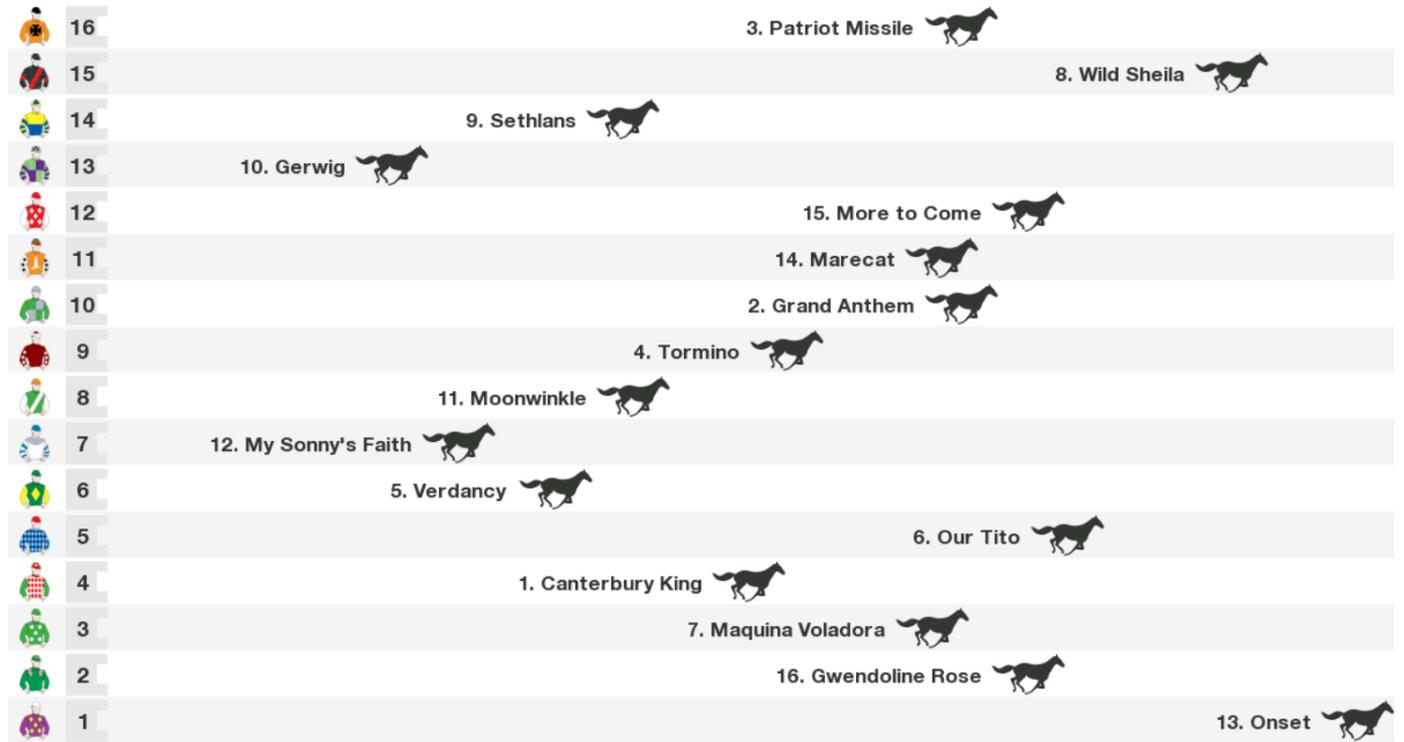 16 3. Patriot Missile
15 8. Wild Sheila
14 9. Sethlans
13 10. Gerwig
12 15. More to Come
11 14. Marecat
10 2. Grand Anthem
9 4. Tormino
8 11. Moonwinkle
7 12. My Sonny's Faith
6 5. Verdancy
5 6. Our Tito
4 1. Canterbury King
3 7. Maquina Voladora
2 16. Gwendoline Rose
1 13. Onset